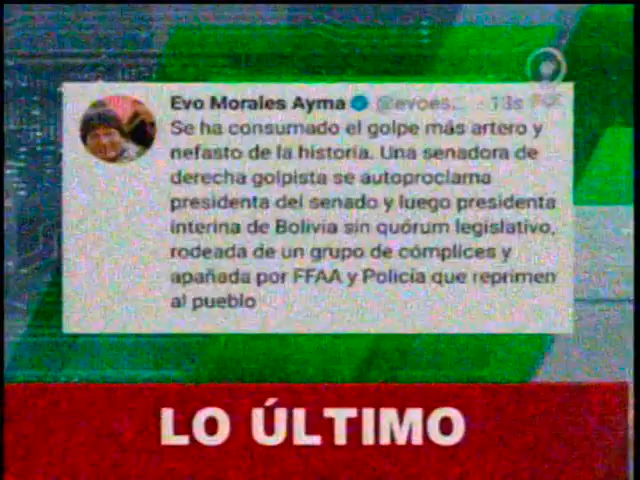 Evo Morales Ayma @evoes... · 13s
Se ha consumado el golpe más artero y
nefasto de la historia. Una senadora de
derecha golpista se autoproclama
presidenta del senado y luego presidenta
interina de Bolivia sin quórum legislativo,
rodeada de un grupo de cómplices y
apañada por FFAA y Policía que reprimen
al pueblo
LO ÚLTIMO